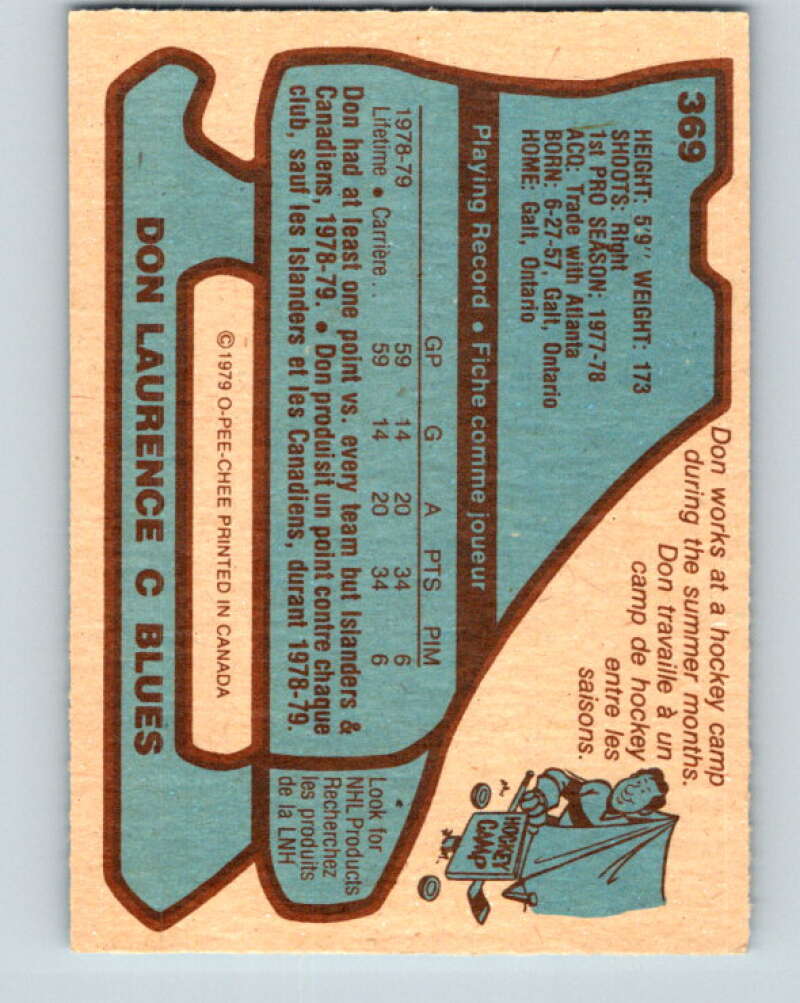 369
HEIGHT: 5'9" WEIGHT: 173
SHOOTS: Right
1st PRO SEASON: 1977-78
ACQ: Trade with Atlanta
BORN: 6-27-57, Galt, Ontario
HOME: Galt, Ontario
Don works at a hockey camp
during the summer months.
Don travaille à un
camp de hockey
entre les
saisons.
HOCKEY
CAMP
Playing Record • Fiche comme joueur
GP G A PTS PIM
1978-79 59 14 20 34 6
Lifetime • Carrière . . 59 14 20 34 6
Don had at least one point vs. every team but Islanders &
Canadiens, 1978-79. • Don produisit un point contre chaque
club, sauf les Islanders et les Canadiens, durant 1978-79.
Look for
NHL Products
Recherchez
les produits
de la LNH
©1979 O-PEE-CHEE PRINTED IN CANADA
DON LAURENCE C BLUES